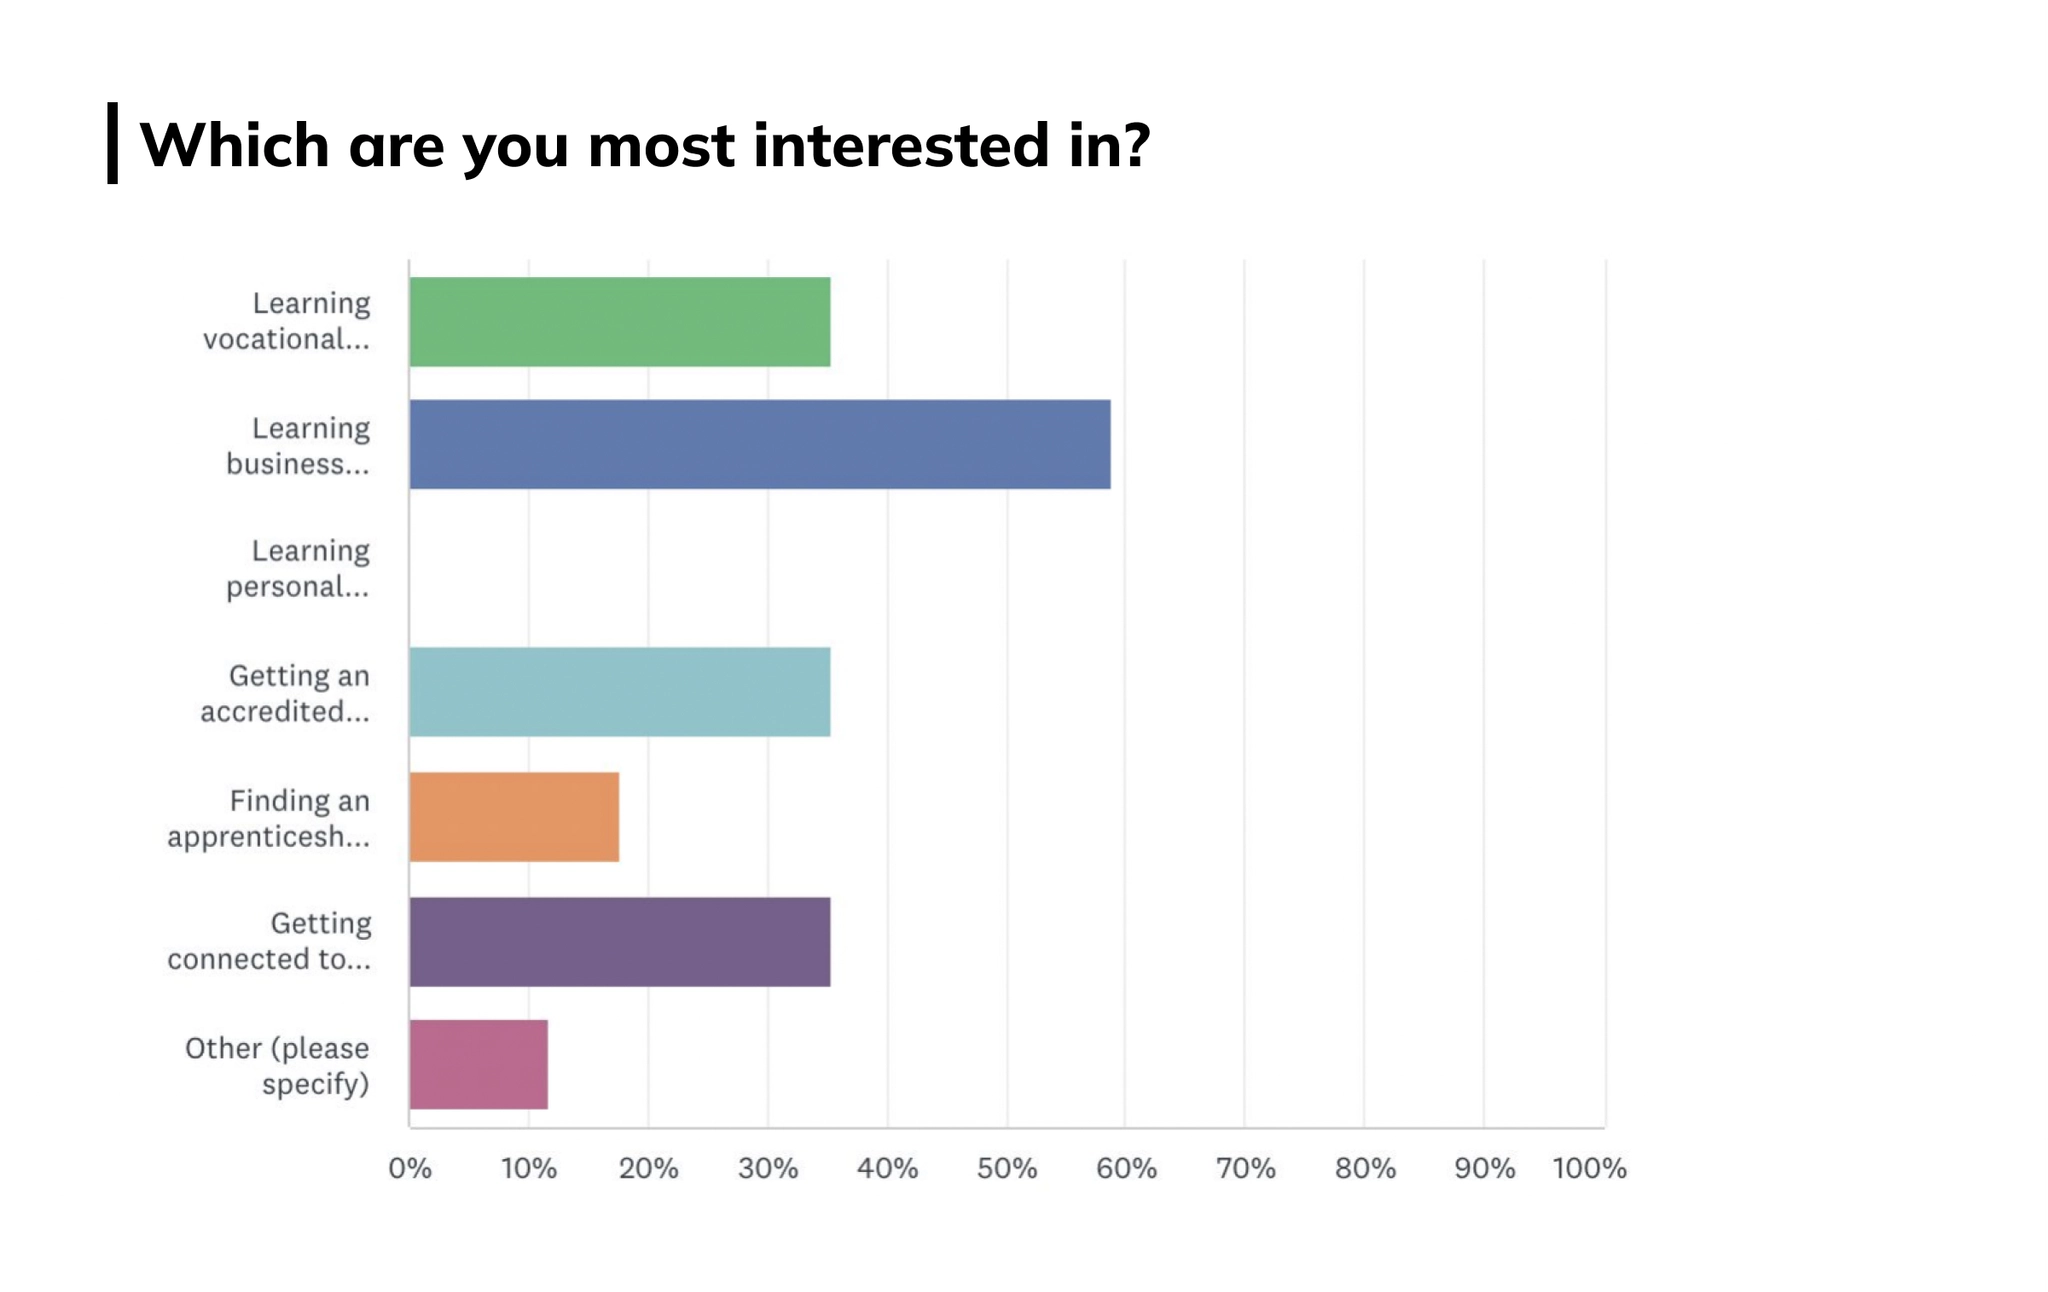 Which are you most interested in?
Learning
vocational...
Learning
business...
Learning
personal...
Getting an
accredited...
Finding an
apprenticesh...
Getting
connected to...
Other (please
specify)
0% 10% 20% 30% 40% 50% 60% 70% 80% 90% 100%